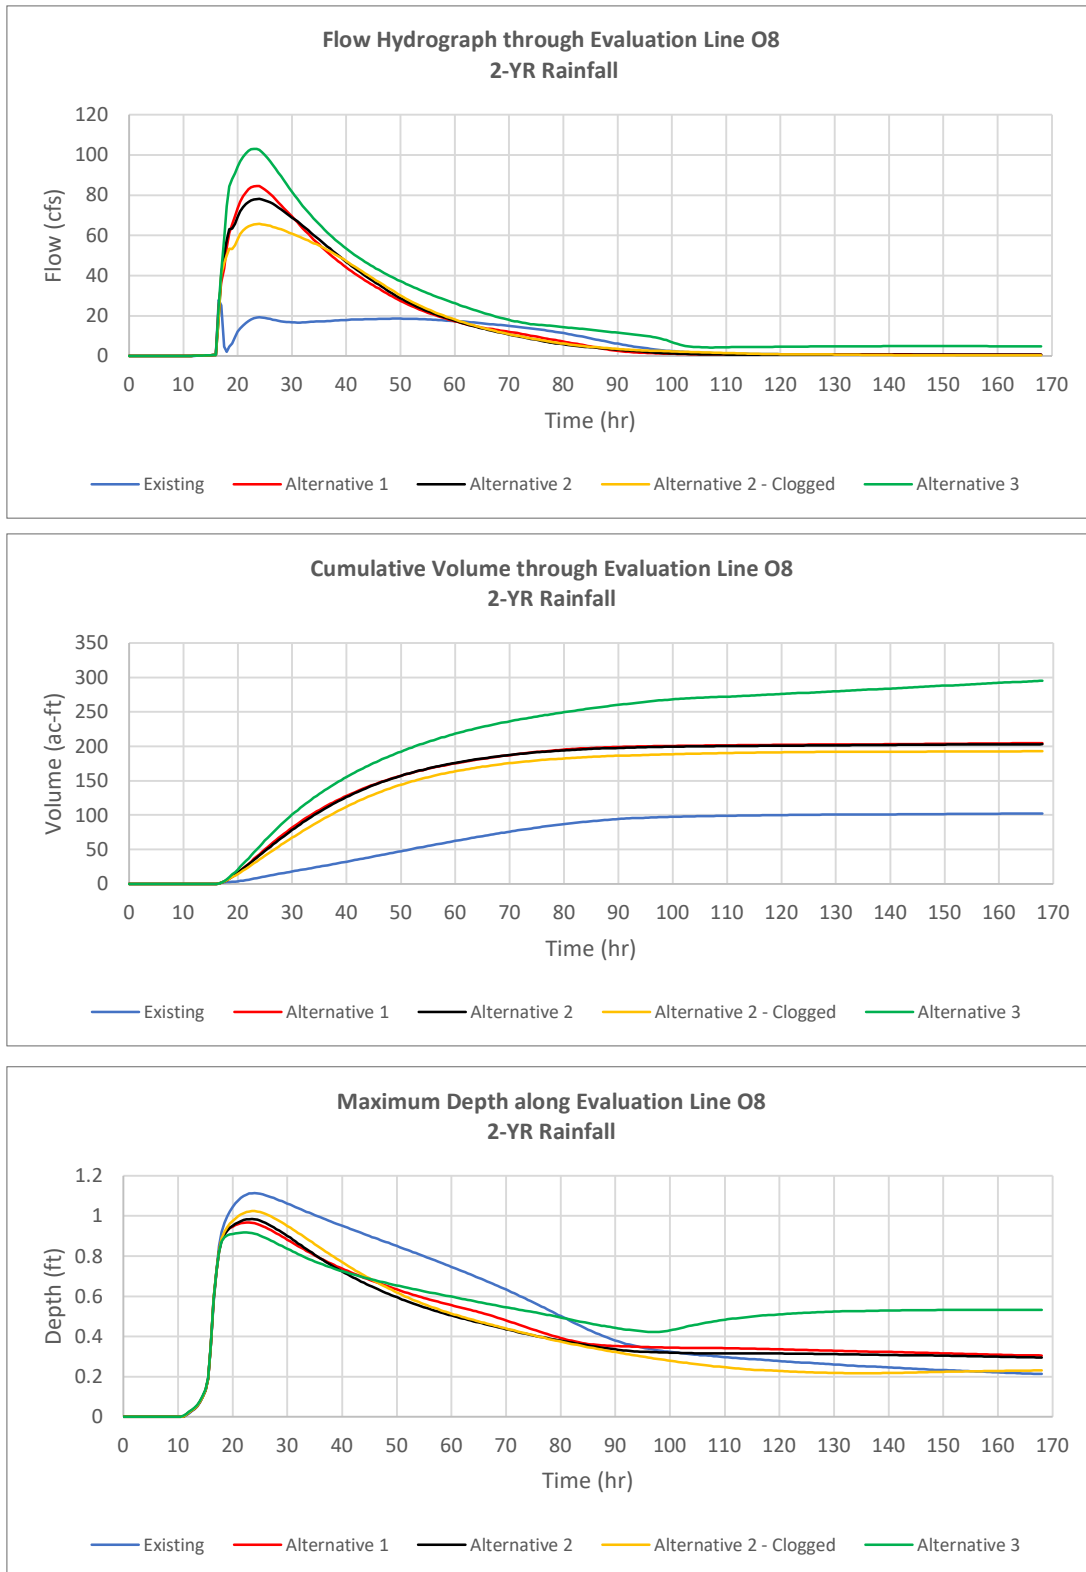 Flow Hydrograph through Evaluation Line O8
2-YR Rainfall
120
100
80
60
40
20
0
Flow (cfs)
0 10 20 30 40 50 60 70 80 90 100 110 120 130 140 150 160 170
Time (hr)
Existing Alternative 1 Alternative 2 Alternative 2 - Clogged Alternative 3
Cumulative Volume through Evaluation Line O8
2-YR Rainfall
350
300
250
200
150
100
50
0
Volume (ac-ft)
0 10 20 30 40 50 60 70 80 90 100 110 120 130 140 150 160 170
Time (hr)
Existing Alternative 1 Alternative 2 Alternative 2 - Clogged Alternative 3
Maximum Depth along Evaluation Line O8
2-YR Rainfall
1.2
1
0.8
0.6
0.4
0.2
0
Depth (ft)
0 10 20 30 40 50 60 70 80 90 100 110 120 130 140 150 160 170
Time (hr)
Existing Alternative 1 Alternative 2 Alternative 2 - Clogged Alternative 3